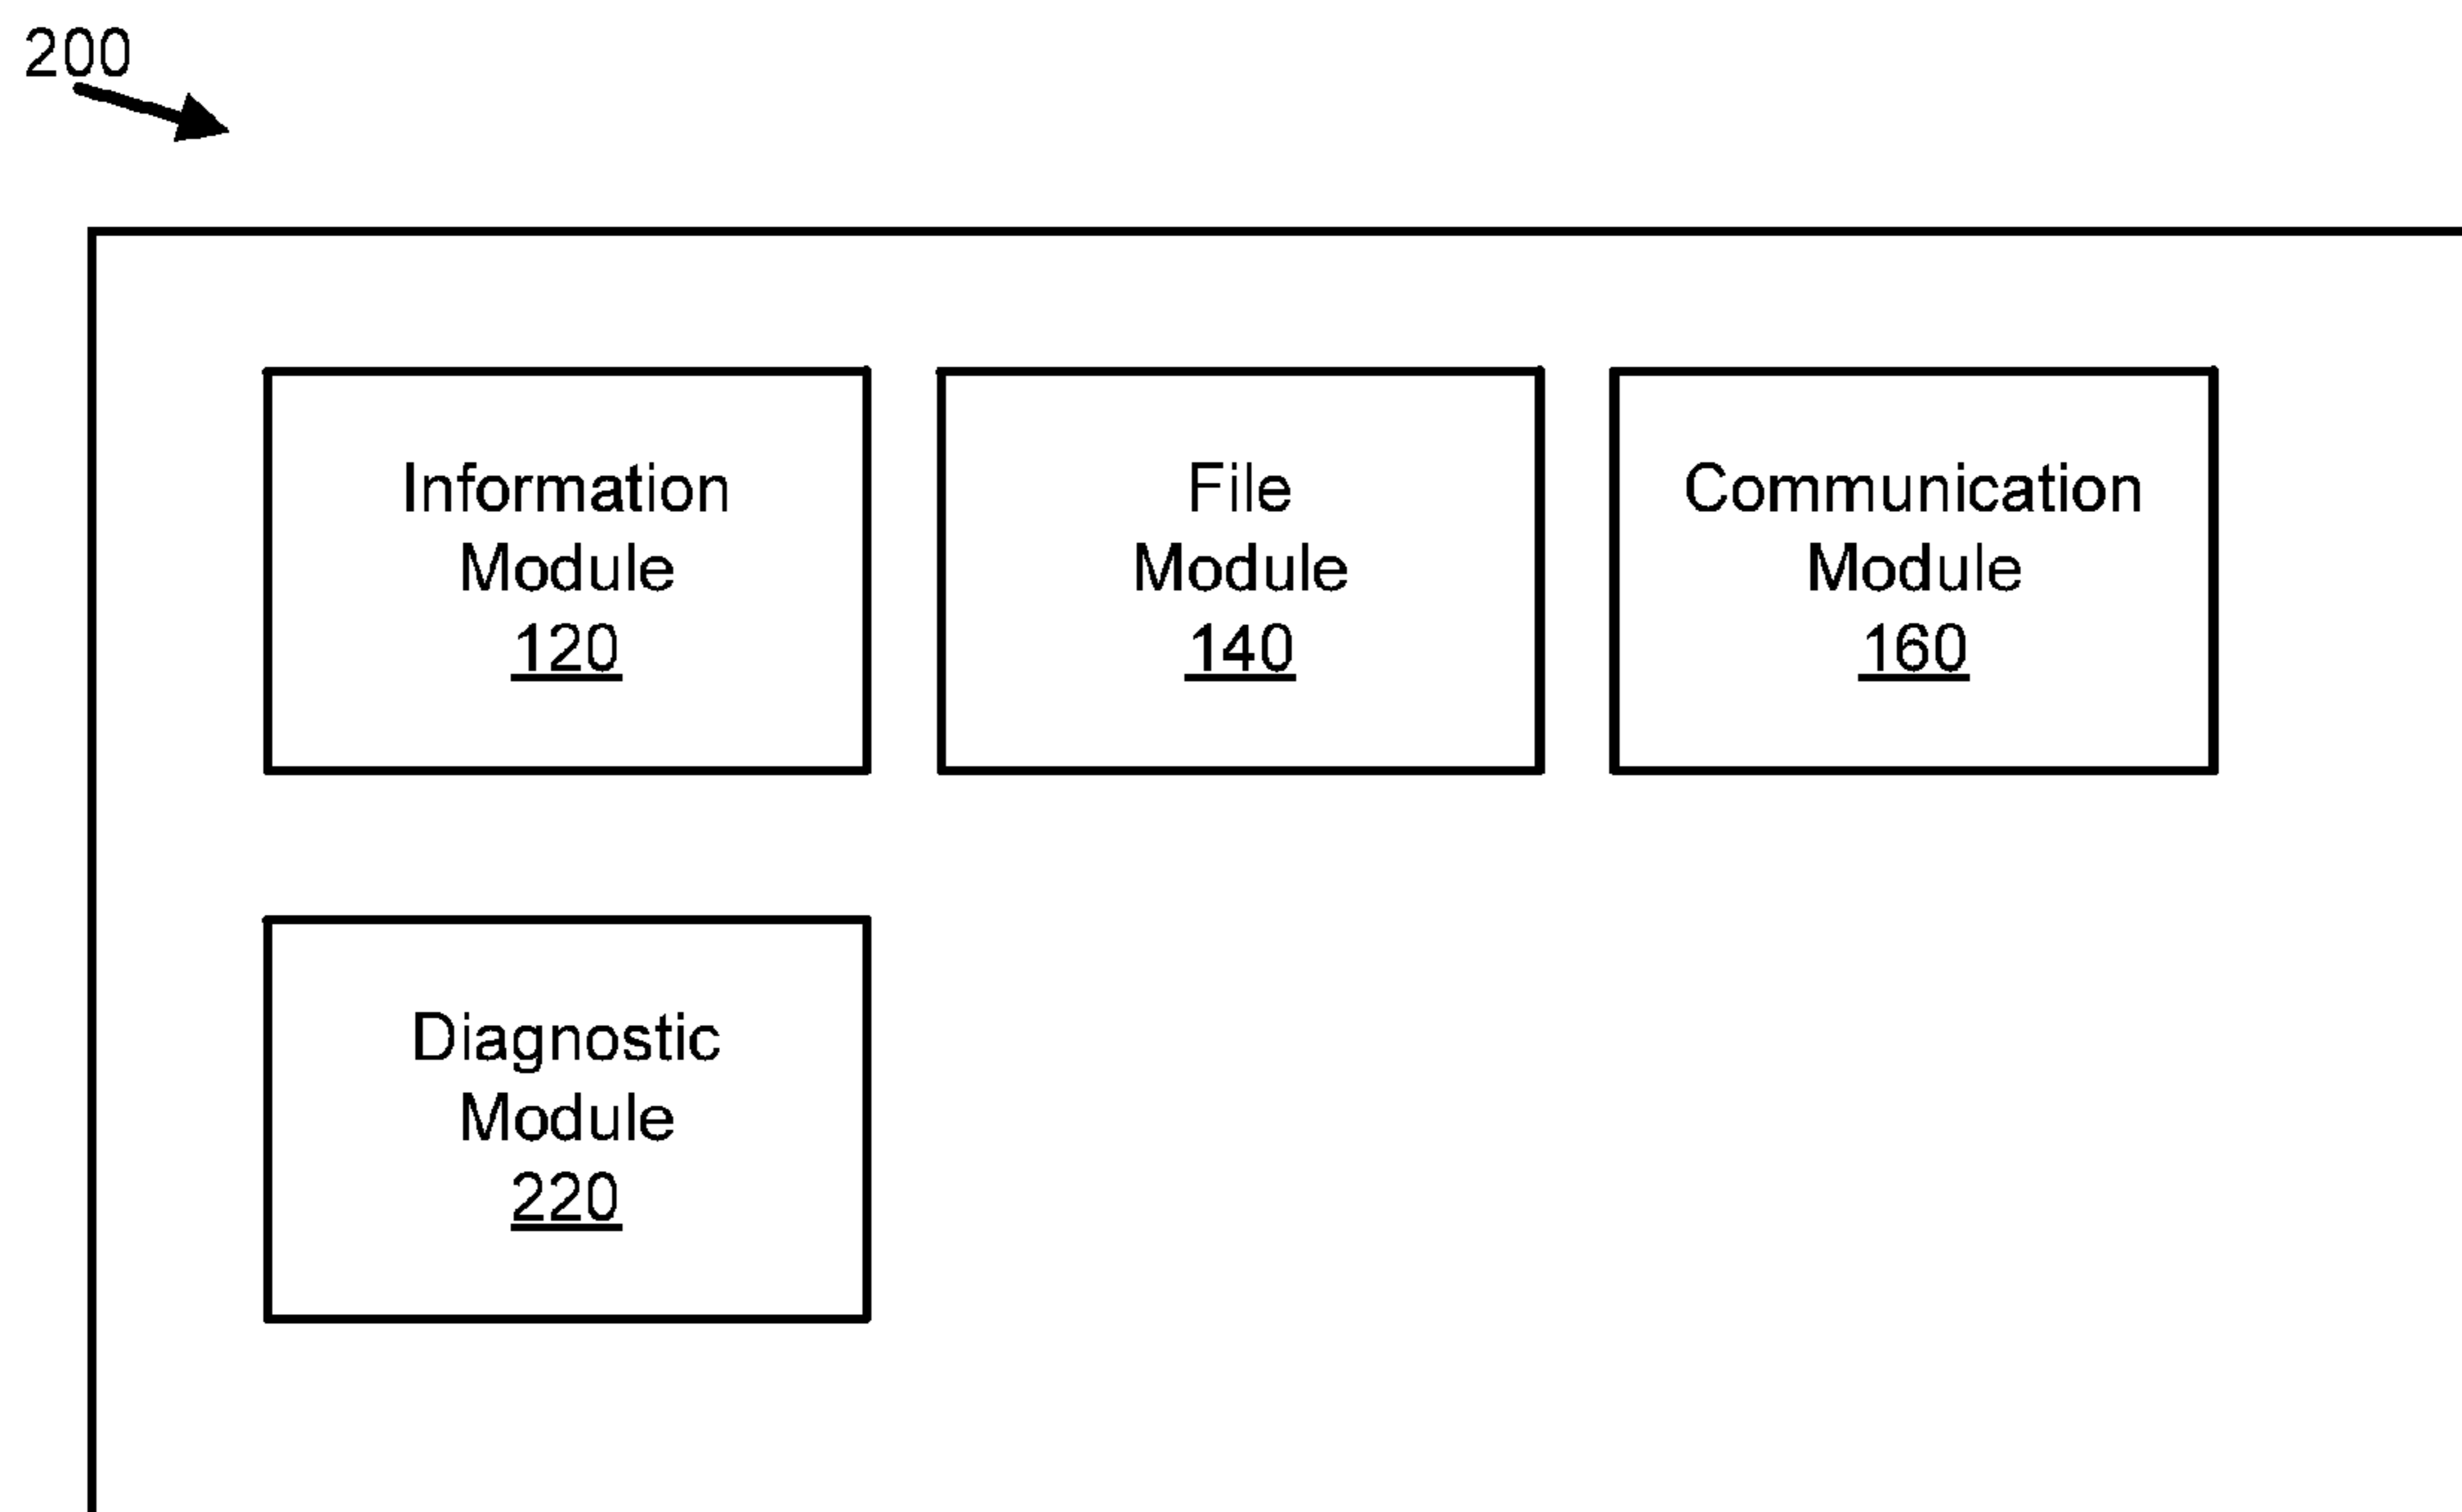 200
Information
Module
120
File
Module
140
Communication
Module
160
Diagnostic
Module
220